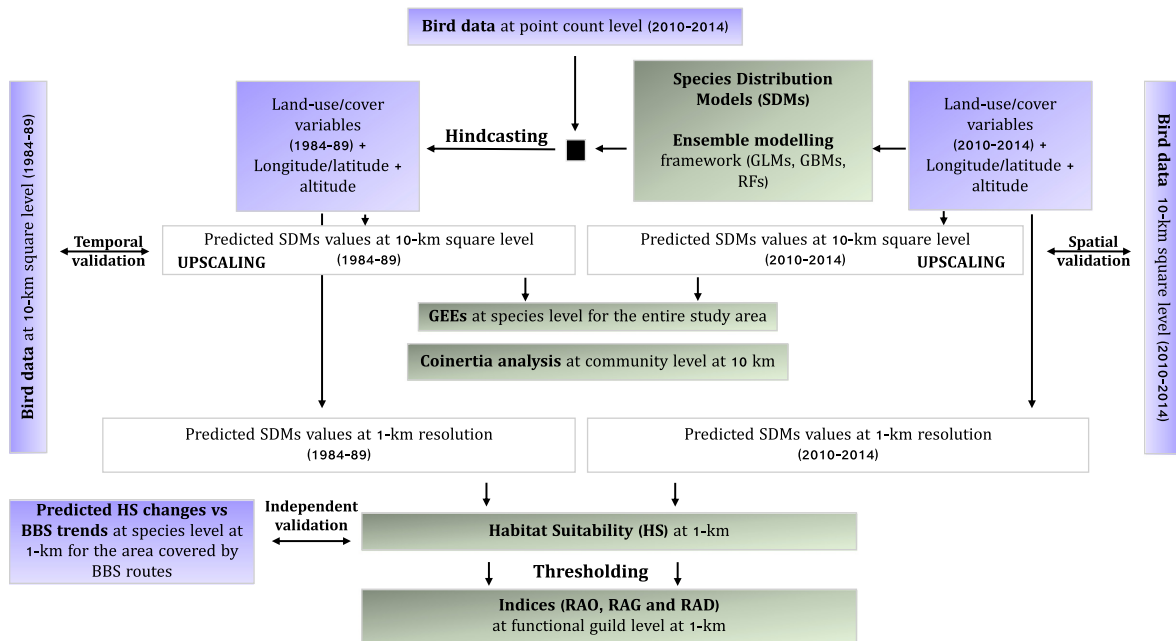 Bird data at point count level (2010-2014)
Species Distribution
Models (SDMs)
Ensemble modelling
framework (GLMs, GBMs,
RFs)
Land-use/cover
variables
(1984-89) +
Longitude/latitude +
altitude
Hindcasting
Land-use/cover
variables
(2010-2014) +
Longitude/latitude +
altitude
Bird data at 10-km square level (1984-89)
Bird data 10-km square level (2010-2014)
Temporal
validation
Predicted SDMs values at 10-km square level
(1984-89)
UPSCALING
Predicted SDMs values at 10-km square level
(2010-2014)
UPSCALING
Spatial
validation
GEEs at species level for the entire study area
Coinertia analysis at community level at 10 km
Predicted SDMs values at 1-km resolution
(1984-89)
Predicted SDMs values at 1-km resolution
(2010-2014)
Predicted HS changes vs
BBS trends at species level at
1-km for the area covered by
BBS routes
Independent
validation
Habitat Suitability (HS) at 1-km
Thresholding
Indices (RAO, RAG and RAD)
at functional guild level at 1-km